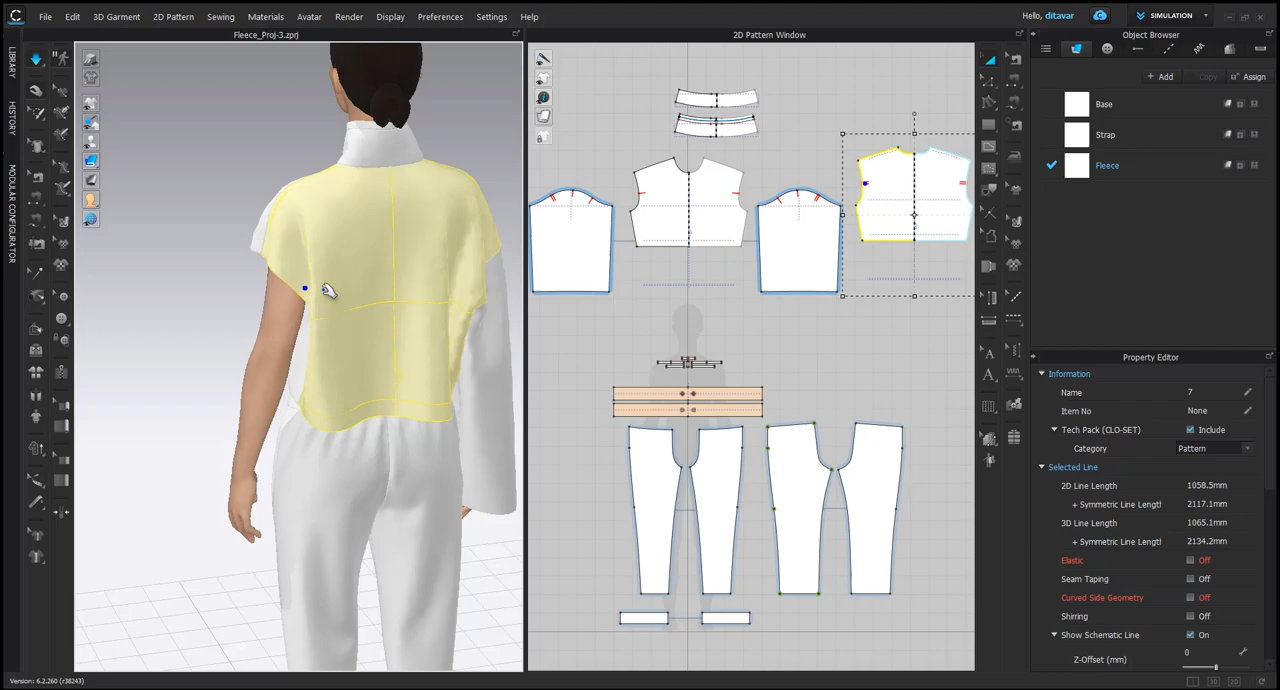 File Edit 3D Garment 2D Pattern Sewing Materials Avatar Render Display Preferences Settings Help
Hello, ditavar
SIMULATION
Fleece_Proj-3.zprj
2D Pattern Window
Object Browser
LIBRARY
HISTORY
MODULAR CONFIGURATOR
+ Add Copy Assign
Base
Strap
Fleece
Property Editor
Information
Name 7
Item No None
Tech Pack (CLO-SET) Include
Category Pattern
Selected Line
2D Line Length 1058.5mm
+ Symmetric Line Lengtl 2117.1mm
3D Line Length 1065.1mm
+ Symmetric Line Lengtl 2134.2mm
Elastic Off
Seam Taping Off
Curved Side Geometry Off
Shirring Off
Show Schematic Line On
Z-Offset (mm) 0
Version: 6.2.260 (r38243)
3D 2D